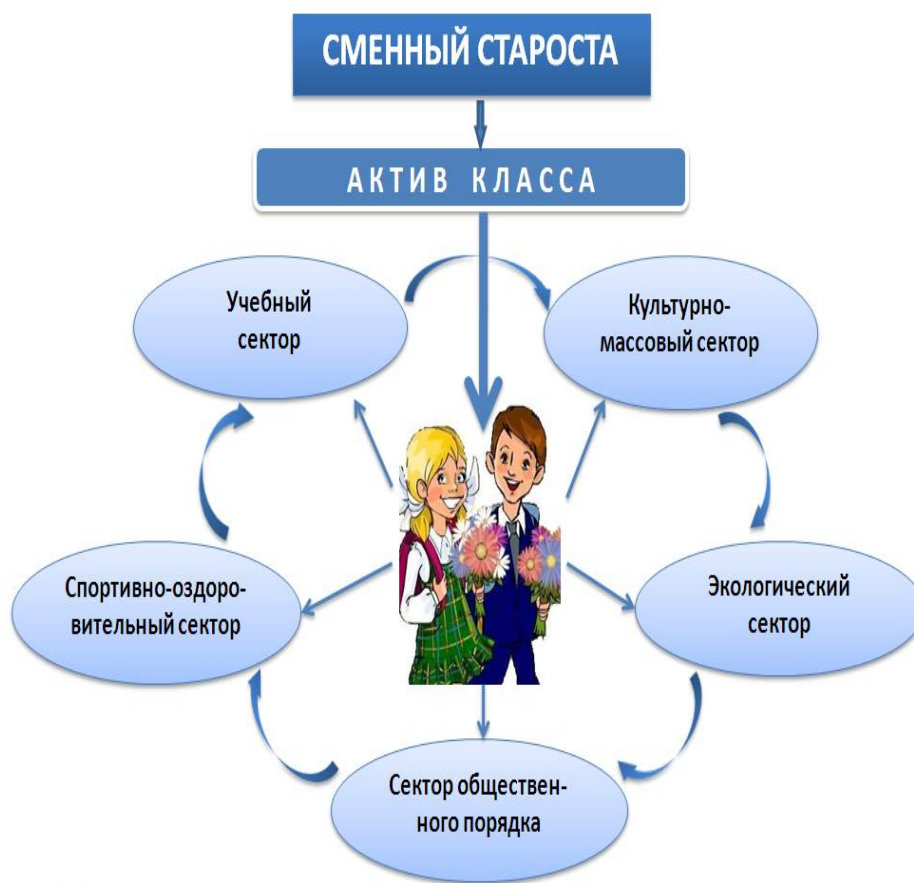 СМЕННЫЙ СТАРОСТА
АКТИВ КЛАССА
Учебный
сектор
Культурно-
массовый сектор
Спортивно-оздоро-
вительный сектор
Экологический
сектор
Сектор обществен-
ного порядка